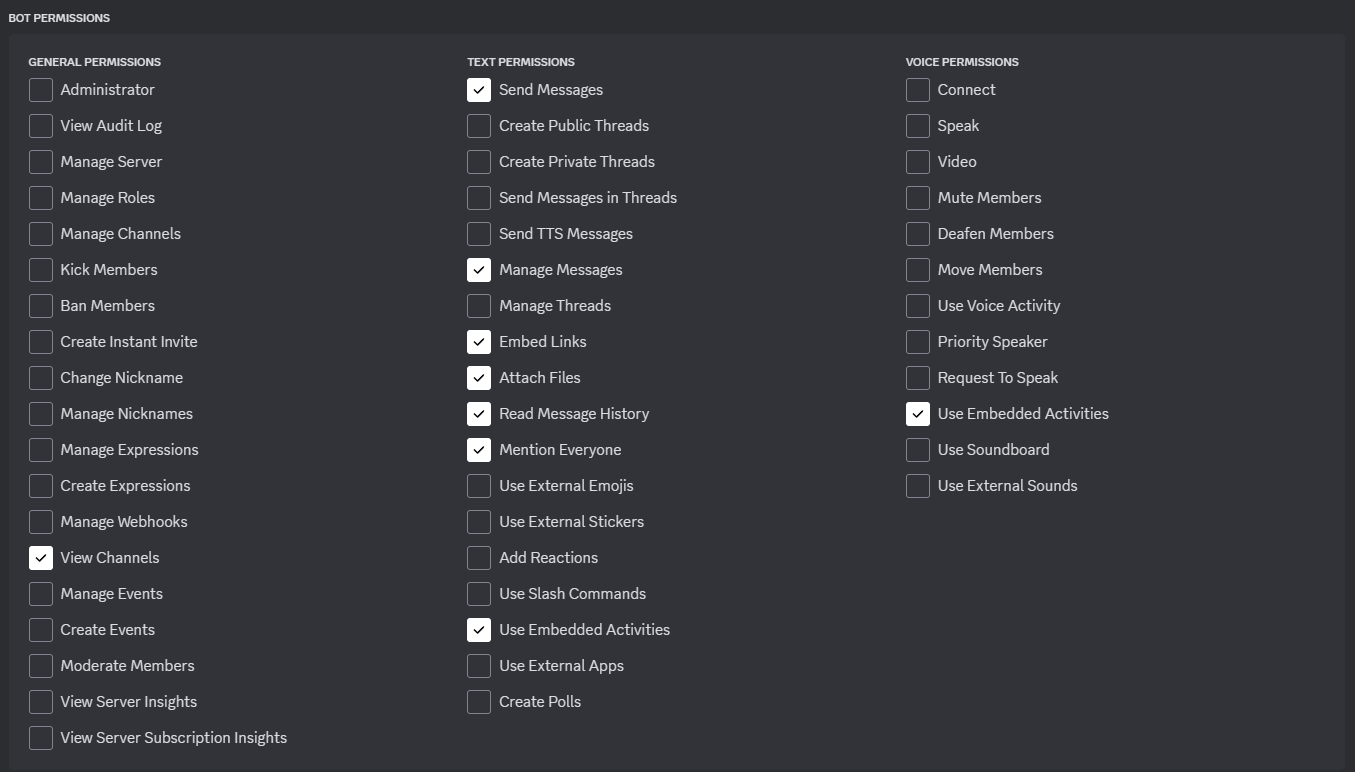 BOT PERMISSIONS
GENERAL PERMISSIONS
Administrator
View Audit Log
Manage Server
Manage Roles
Manage Channels
Kick Members
Ban Members
Create Instant Invite
Change Nickname
Manage Nicknames
Manage Expressions
Create Expressions
Manage Webhooks
View Channels
Manage Events
Create Events
Moderate Members
View Server Insights
View Server Subscription Insights
TEXT PERMISSIONS
Send Messages
Create Public Threads
Create Private Threads
Send Messages in Threads
Send TTS Messages
Manage Messages
Manage Threads
Embed Links
Attach Files
Read Message History
Mention Everyone
Use External Emojis
Use External Stickers
Add Reactions
Use Slash Commands
Use Embedded Activities
Use External Apps
Create Polls
VOICE PERMISSIONS
Connect
Speak
Video
Mute Members
Deafen Members
Move Members
Use Voice Activity
Priority Speaker
Request To Speak
Use Embedded Activities
Use Soundboard
Use External Sounds